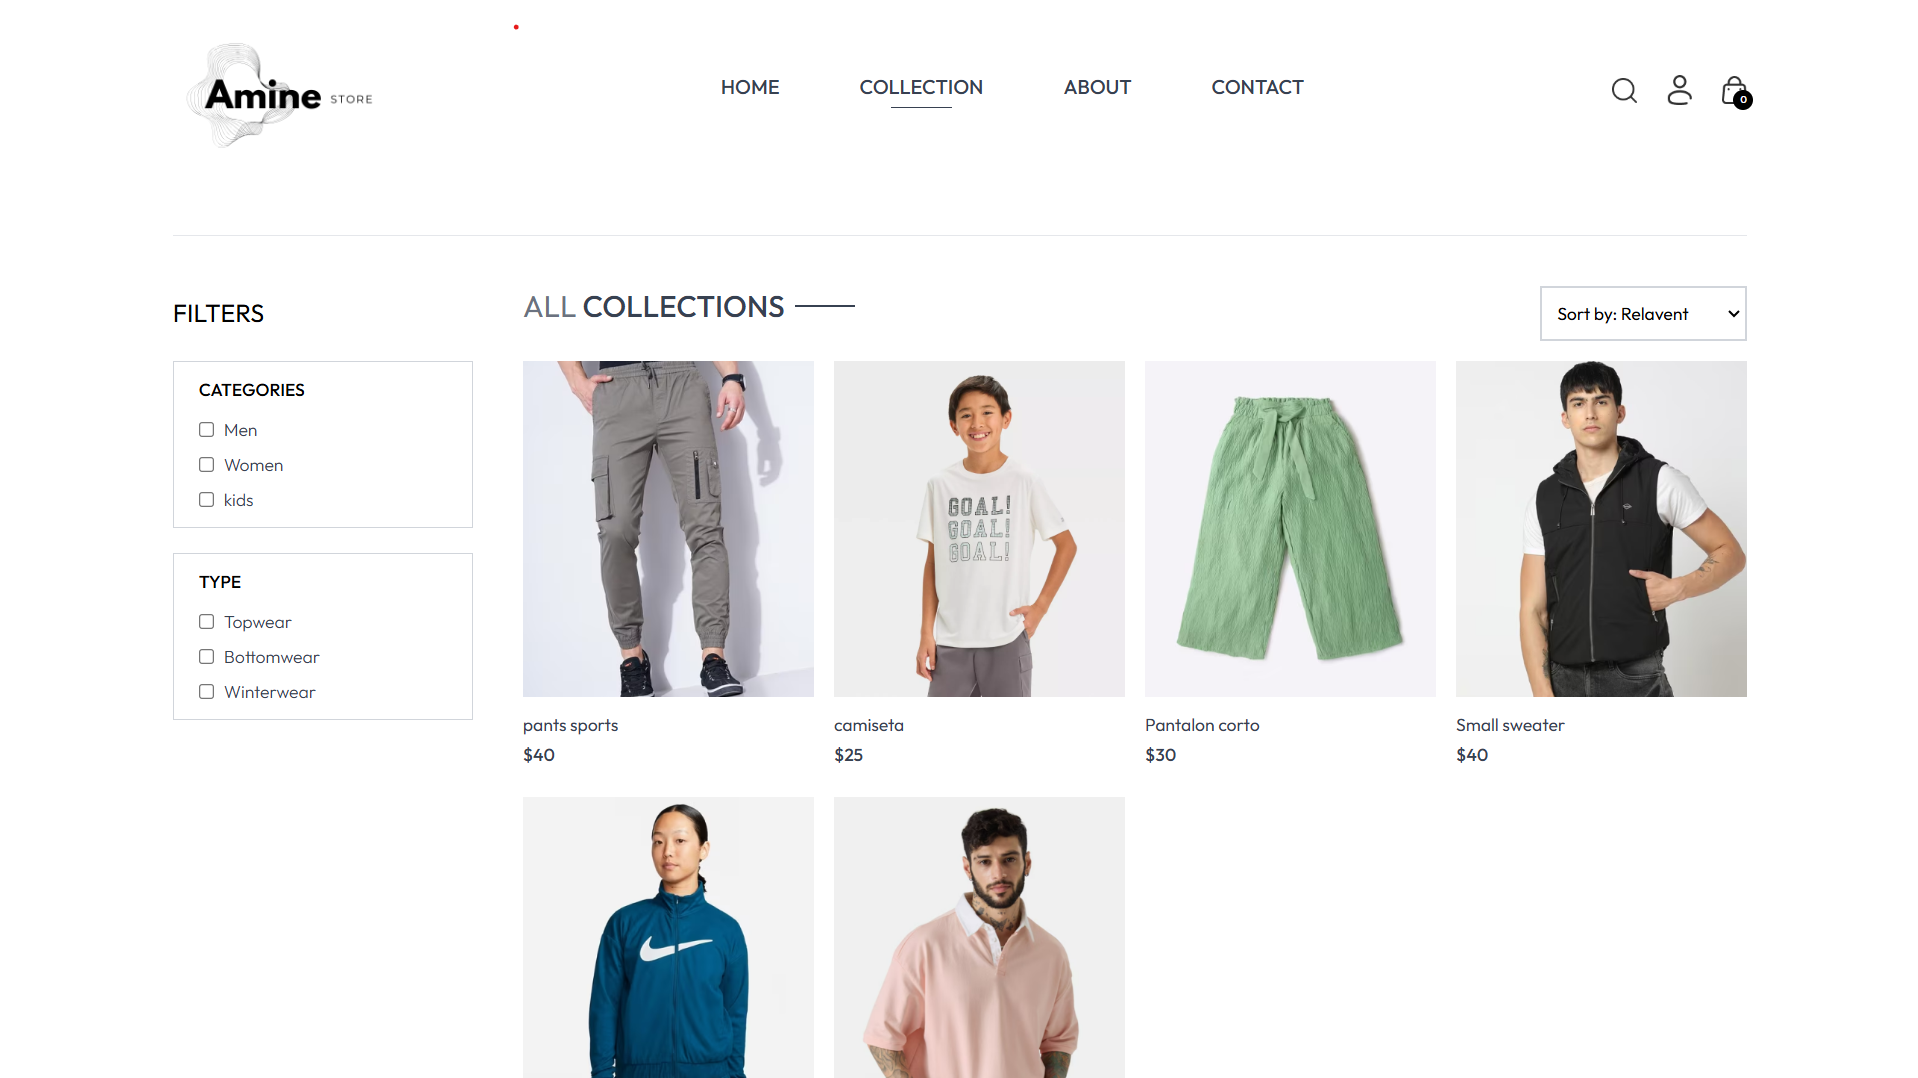 Amine STORE
HOME
COLLECTION
ABOUT
CONTACT
0
FILTERS
ALL COLLECTIONS
Sort by: Relavent
CATEGORIES
Men
Women
kids
TYPE
Topwear
Bottomwear
Winterwear
GOAL!
GOAL!
GOAL!
pants sports
$40
camiseta
$25
Pantalon corto
$30
Small sweater
$40